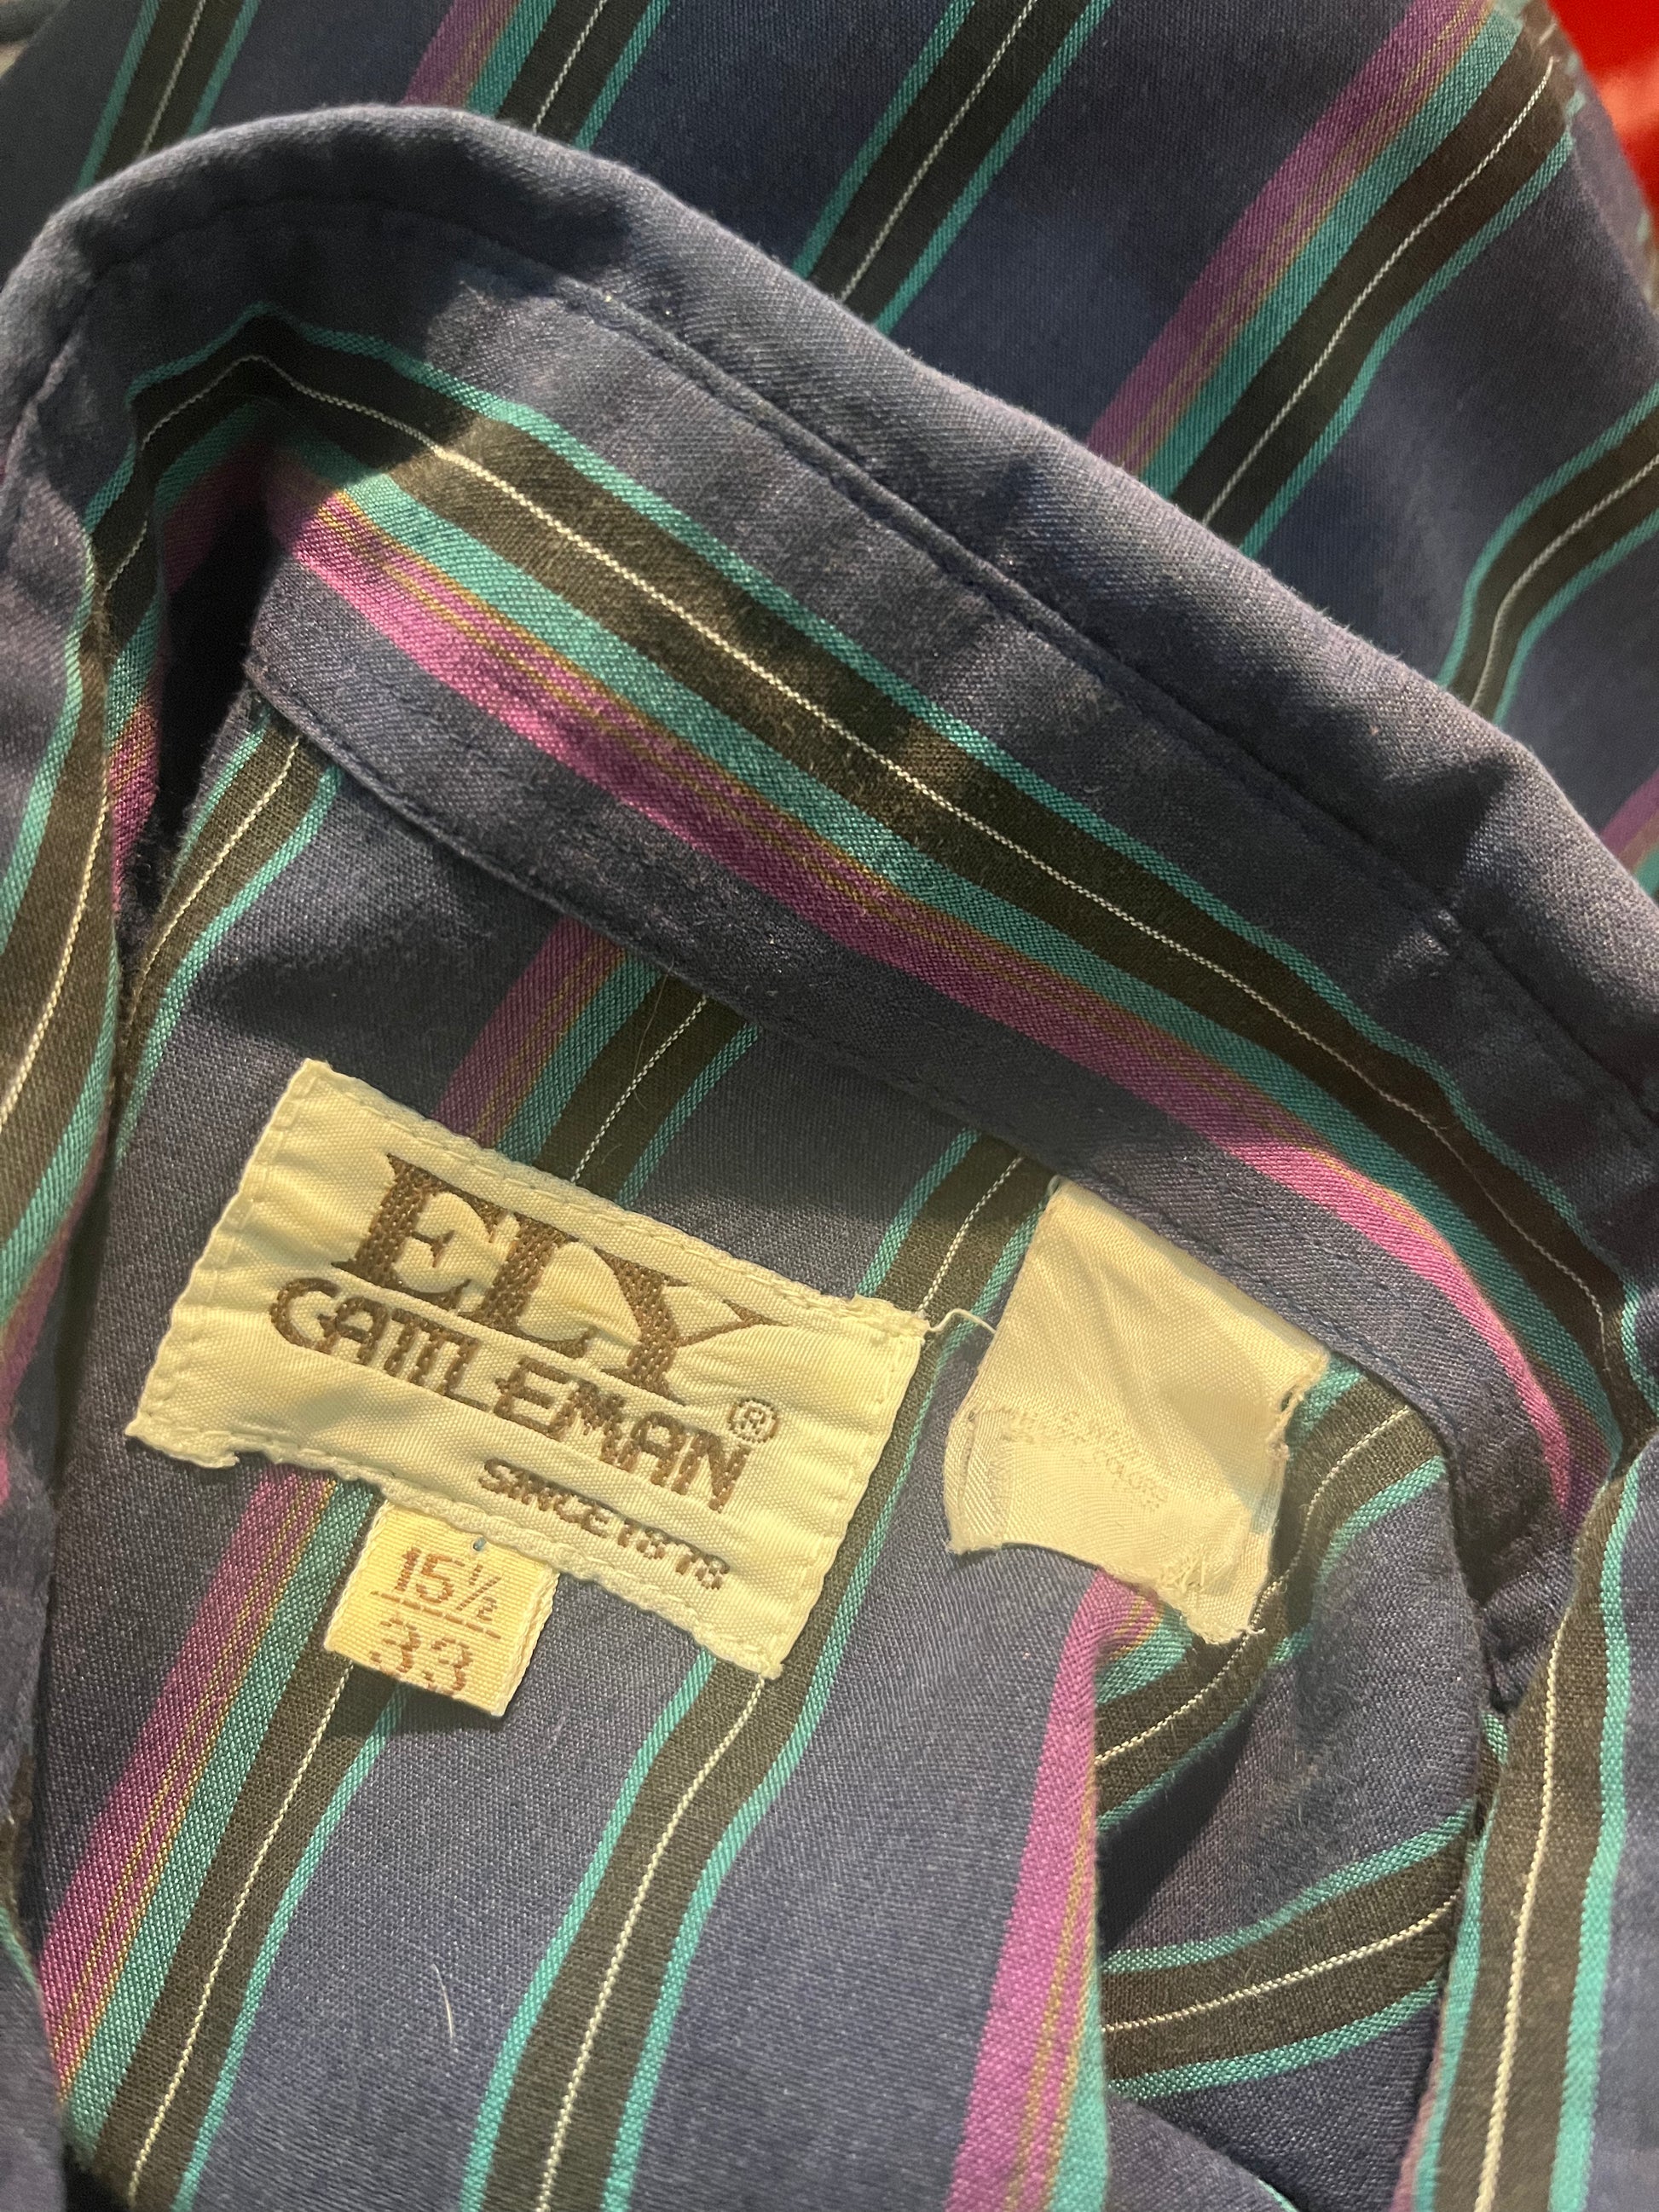 ELY
CATTLEMAN®
SINCE 1878
15½
33